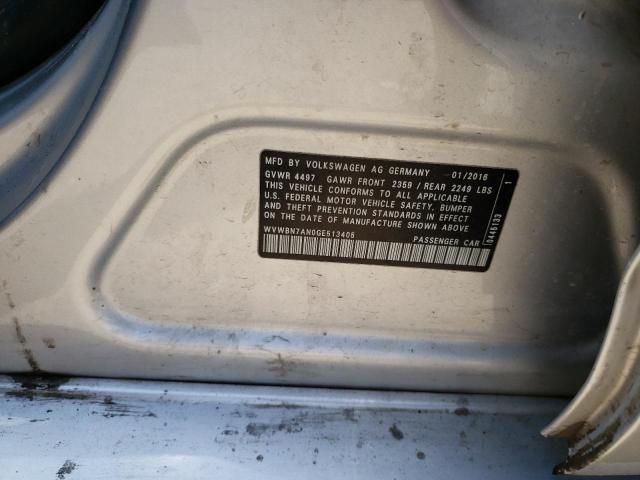 MFD BY VOLKSWAGEN AG GERMANY 01/2016
GVWR 4497 GAWR FRONT 2359 / REAR 2249 LBS
THIS VEHICLE CONFORMS TO ALL APPLICABLE
U.S. FEDERAL MOTOR VEHICLE SAFETY, BUMPER
AND THEFT PREVENTION STANDARDS IN EFFECT
ON THE DATE OF MANUFACTURE SHOWN ABOVE
WVWBN7AN0GE513405 PASSENGER CAR
0445133 1